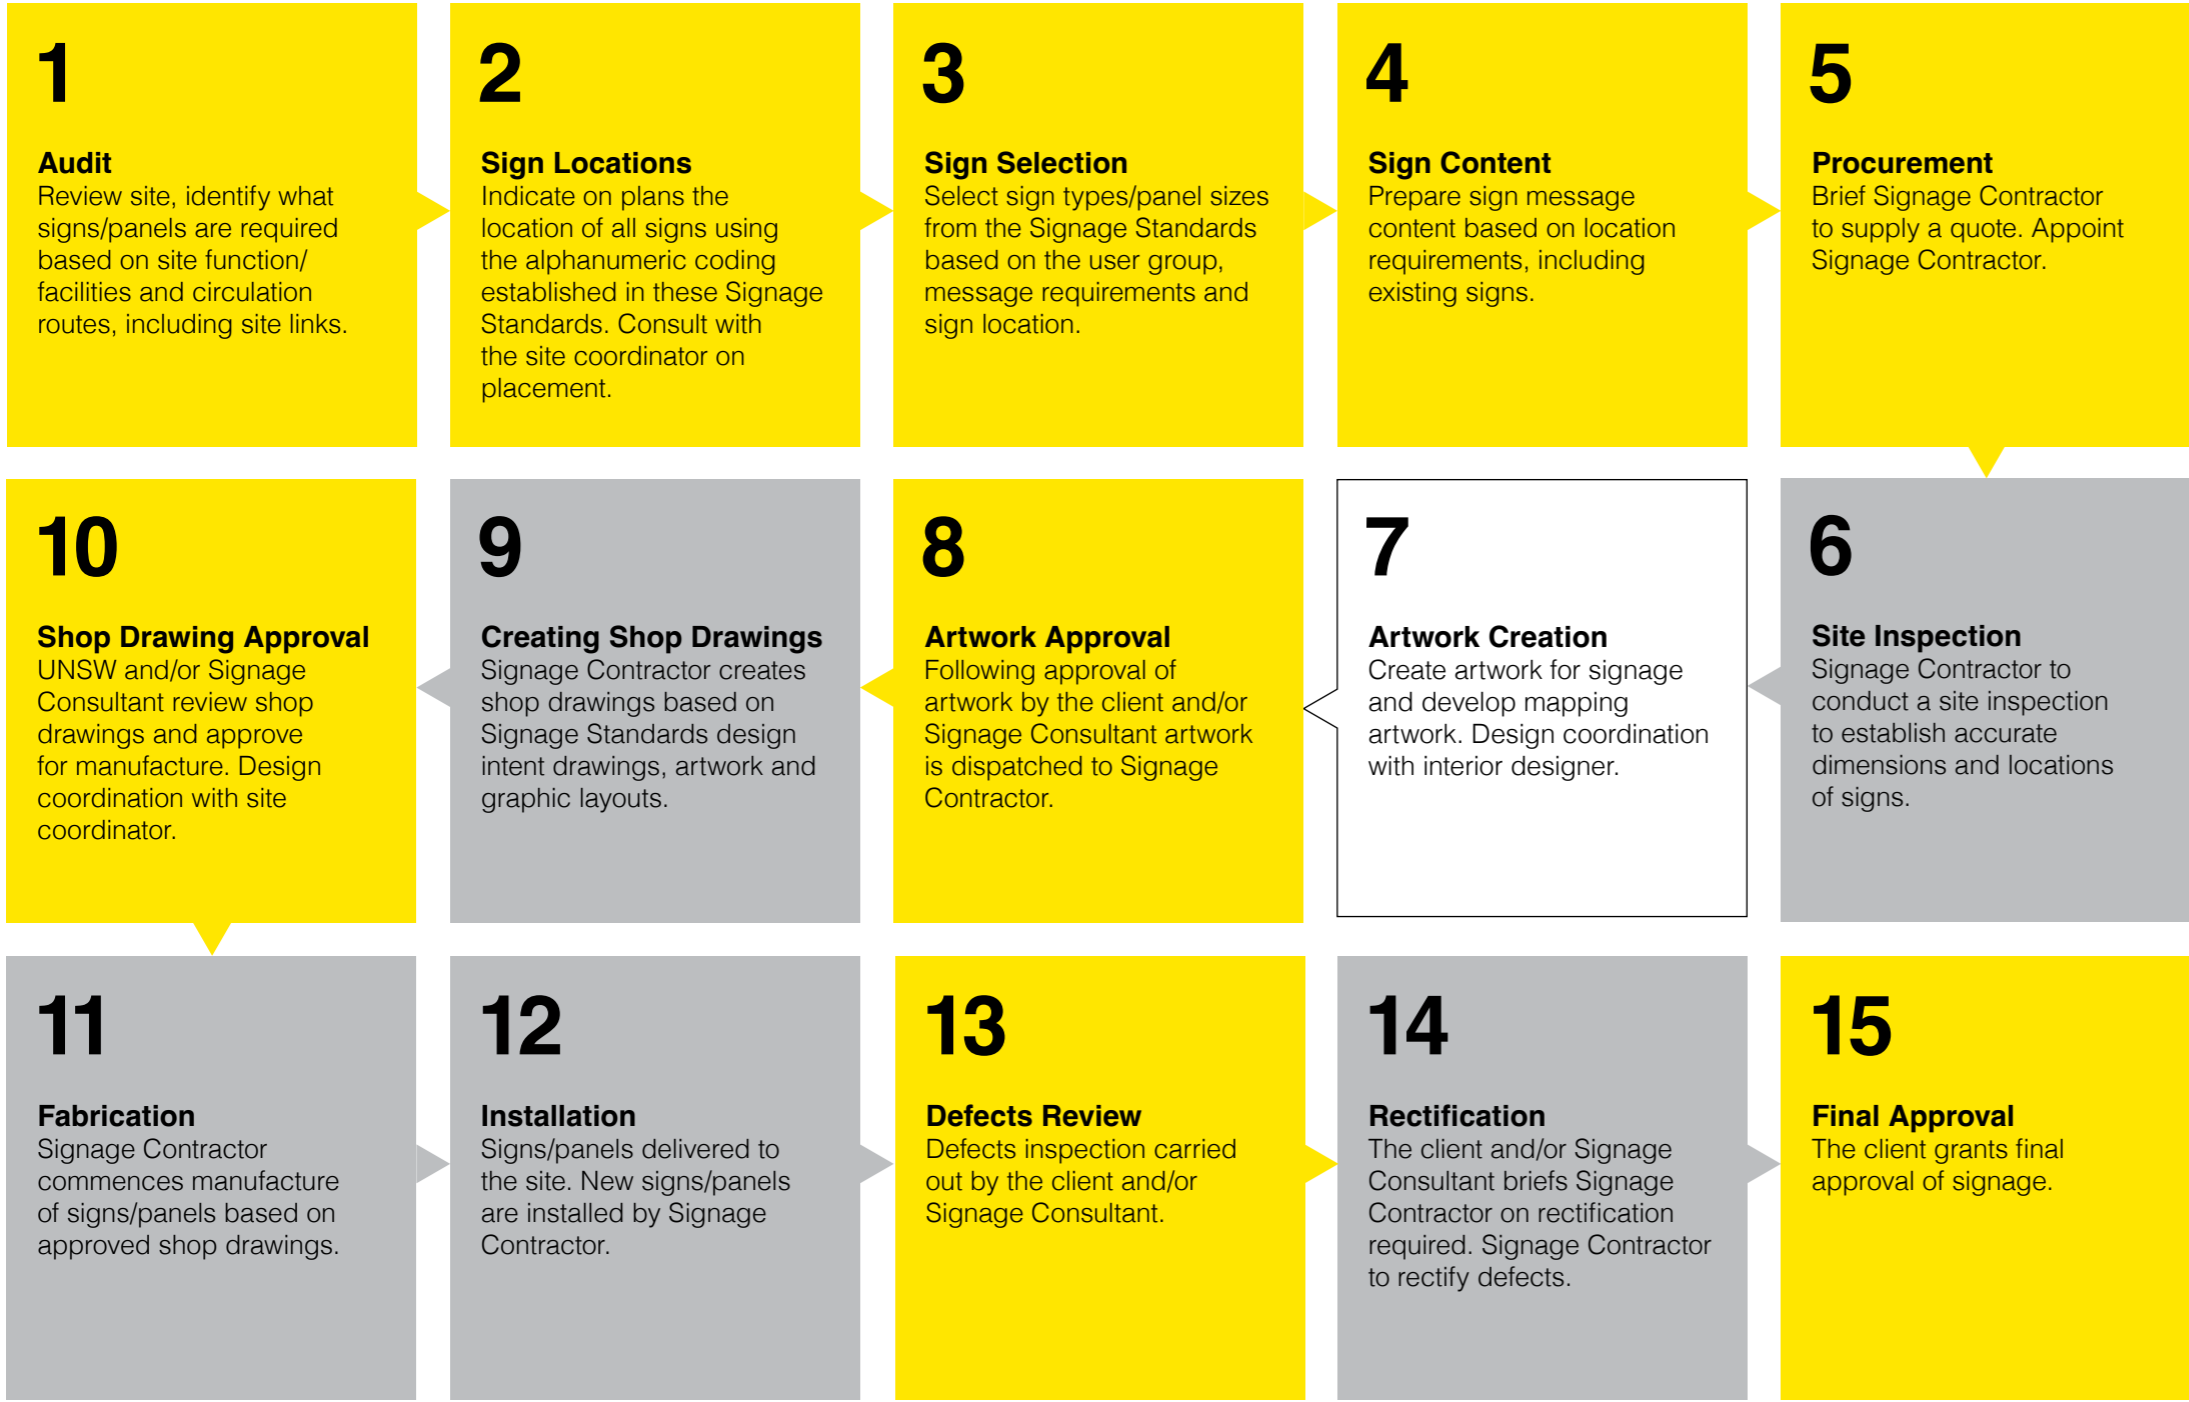 1
Audit
Review site, identify what
signs/panels are required
based on site function/
facilities and circulation
routes, including site links.
2
Sign Locations
Indicate on plans the
location of all signs using
the alphanumeric coding
established in these Signage
Standards. Consult with
the site coordinator on
placement.
3
Sign Selection
Select sign types/panel sizes
from the Signage Standards
based on the user group,
message requirements and
sign location.
4
Sign Content
Prepare sign message
content based on location
requirements, including
existing signs.
5
Procurement
Brief Signage Contractor
to supply a quote. Appoint
Signage Contractor.
6
Site Inspection
Signage Contractor to
conduct a site inspection
to establish accurate
dimensions and locations
of signs.
7
Artwork Creation
Create artwork for signage
and develop mapping
artwork. Design coordination
with interior designer.
8
Artwork Approval
Following approval of
artwork by the client and/or
Signage Consultant artwork
is dispatched to Signage
Contractor.
9
Creating Shop Drawings
Signage Contractor creates
shop drawings based on
Signage Standards design
intent drawings, artwork and
graphic layouts.
10
Shop Drawing Approval
UNSW and/or Signage
Consultant review shop
drawings and approve
for manufacture. Design
coordination with site
coordinator.
11
Fabrication
Signage Contractor
commences manufacture
of signs/panels based on
approved shop drawings.
12
Installation
Signs/panels delivered to
the site. New signs/panels
are installed by Signage
Contractor.
13
Defects Review
Defects inspection carried
out by the client and/or
Signage Consultant.
14
Rectification
The client and/or Signage
Consultant briefs Signage
Contractor on rectification
required. Signage Contractor
to rectify defects.
15
Final Approval
The client grants final
approval of signage.